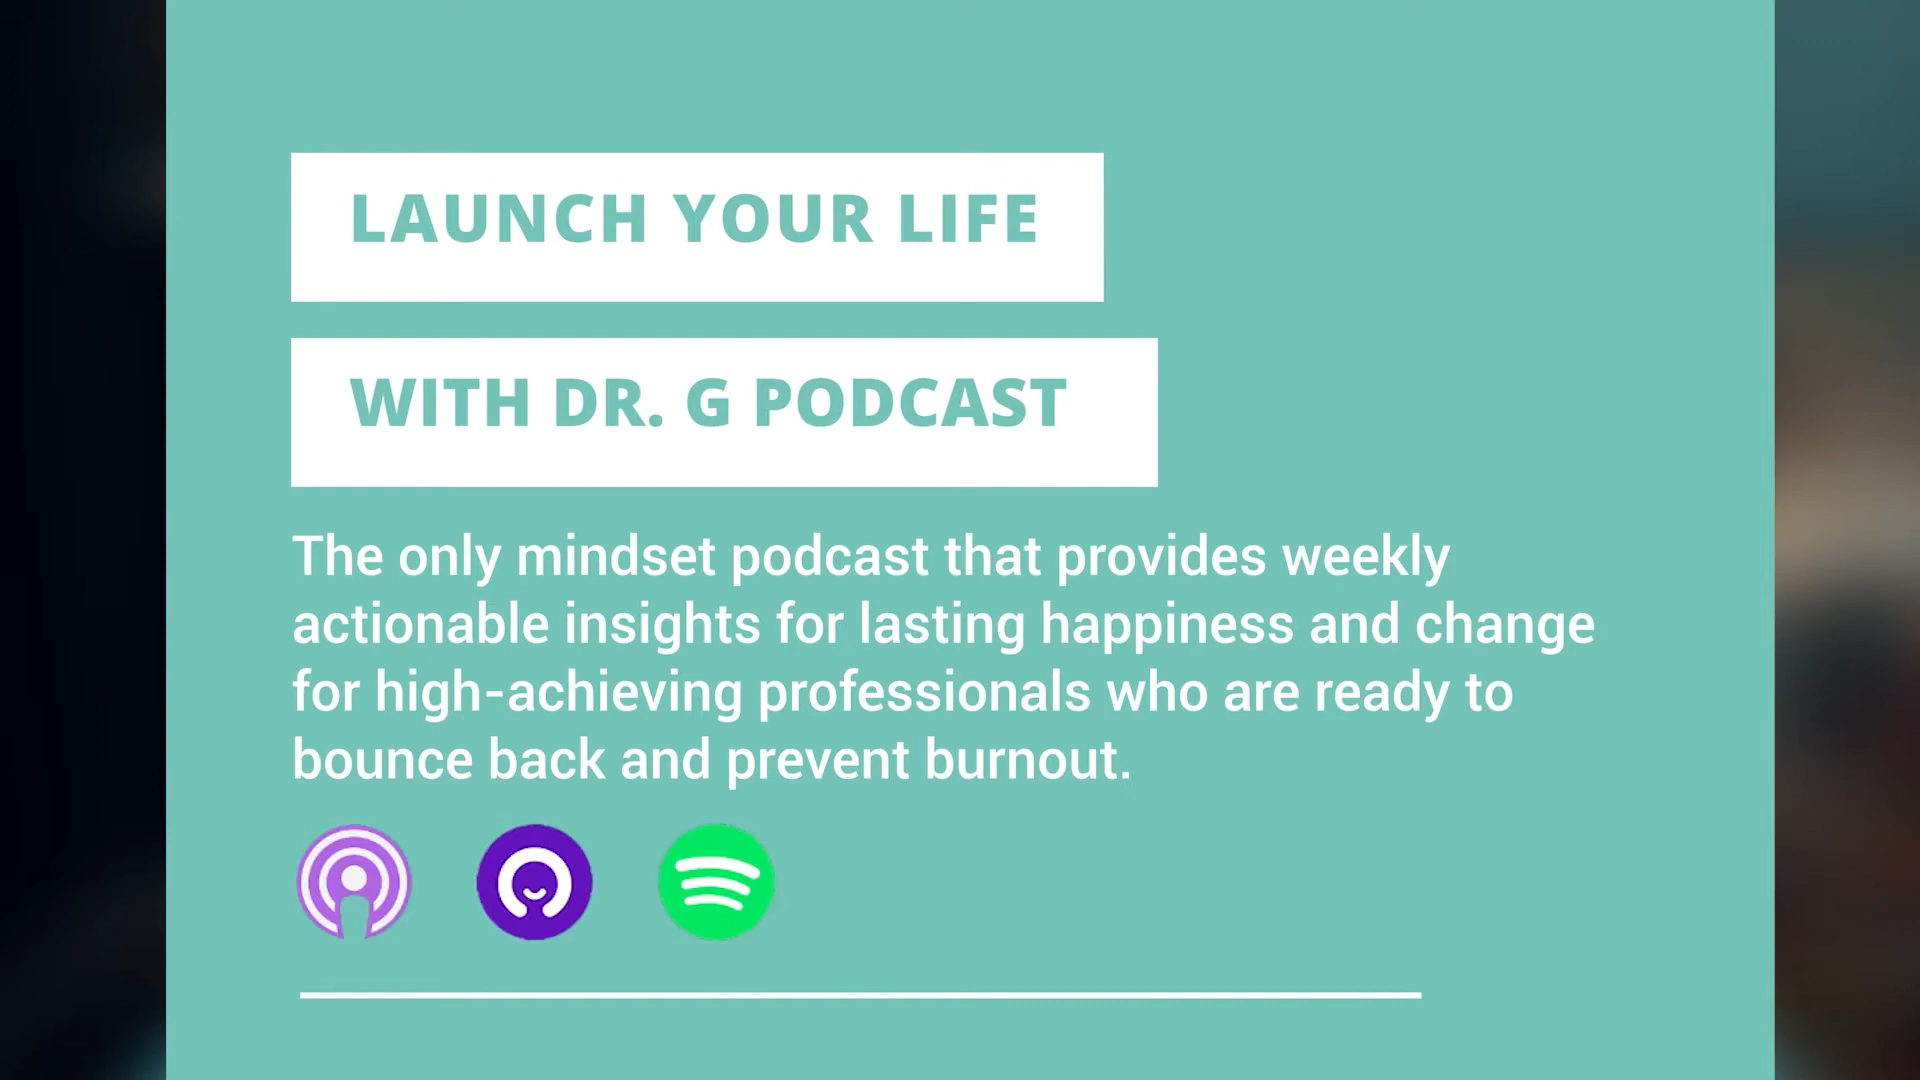 LAUNCH YOUR LIFE
WITH DR. G PODCAST
The only mindset podcast that provides weekly
actionable insights for lasting happiness and change
for high-achieving professionals who are ready to
bounce back and prevent burnout.